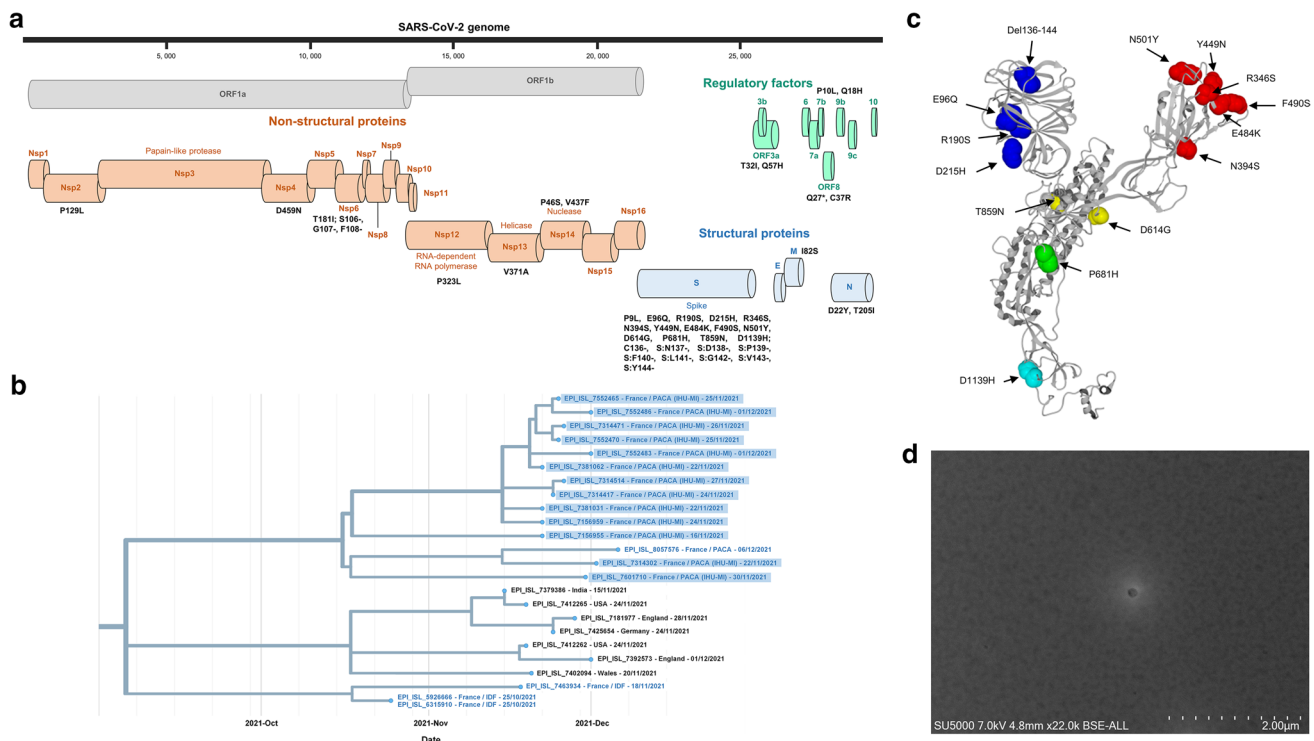 a
SARS-CoV-2 genome
5,000
10,000
15,000
20,000
25,000
ORF1a
ORF1b
Non-structural proteins
Nsp1
Nsp2
P129L
Papain-like protease
Nsp3
Nsp4
D459N
Nsp5
Nsp6
T181I; S106-,
G107-, F108-
Nsp7
Nsp8
Nsp9
Nsp10
Nsp11
Nsp12
RNA-dependent
RNA polymerase
P323L
Helicase
Nsp13
V371A
P46S, V437F
Nuclease
Nsp14
Nsp15
Nsp16
Regulatory factors
P10L, Q18H
3b
6
7b
9b
10
ORF3a
T32I, Q57H
7a
9c
ORF8
Q27*, C37R
Structural proteins
S
Spike
E
M
I82S
N
D22Y, T205I
P9L, E96Q, R190S, D215H, R346S,
N394S, Y449N, E484K, F490S, N501Y,
D614G, P681H, T859N, D1139H;
C136-, S:N137-, S:D138-, S:P139-,
S:F140-, S:L141-, S:G142-, S:V143-,
S:Y144-
b
EPI_ISL_7552465 - France / PACA (IHU-MI) - 25/11/2021
EPI_ISL_7552486 - France / PACA (IHU-MI) - 01/12/2021
EPI_ISL_7314471 - France / PACA (IHU-MI) - 26/11/2021
EPI_ISL_7552470 - France / PACA (IHU-MI) - 25/11/2021
EPI_ISL_7552483 - France / PACA (IHU-MI) - 01/12/2021
EPI_ISL_7381062 - France / PACA (IHU-MI) - 22/11/2021
EPI_ISL_7314514 - France / PACA (IHU-MI) - 27/11/2021
EPI_ISL_7314417 - France / PACA (IHU-MI) - 24/11/2021
EPI_ISL_7381031 - France / PACA (IHU-MI) - 22/11/2021
EPI_ISL_7156959 - France / PACA (IHU-MI) - 24/11/2021
EPI_ISL_7156955 - France / PACA (IHU-MI) - 16/11/2021
EPI_ISL_8057576 - France / PACA - 06/12/2021
EPI_ISL_7314302 - France / PACA (IHU-MI) - 22/11/2021
EPI_ISL_7601710 - France / PACA (IHU-MI) - 30/11/2021
EPI_ISL_7379386 - India - 15/11/2021
EPI_ISL_7412265 - USA - 24/11/2021
EPI_ISL_7181977 - England - 28/11/2021
EPI_ISL_7425654 - Germany - 24/11/2021
EPI_ISL_7412262 - USA - 24/11/2021
EPI_ISL_7392573 - England - 01/12/2021
EPI_ISL_7402094 - Wales - 20/11/2021
EPI_ISL_7463934 - France / IDF - 18/11/2021
EPI_ISL_5926666 - France / IDF - 25/10/2021
EPI_ISL_6315910 - France / IDF - 25/10/2021
2021-Oct
2021-Nov
2021-Dec
Date
c
Del136-144
E96Q
R190S
D215H
N501Y
Y449N
R346S
F490S
E484K
N394S
T859N
D614G
P681H
D1139H
d
SU5000 7.0kV 4.8mm x22.0k BSE-ALL
2.00µm